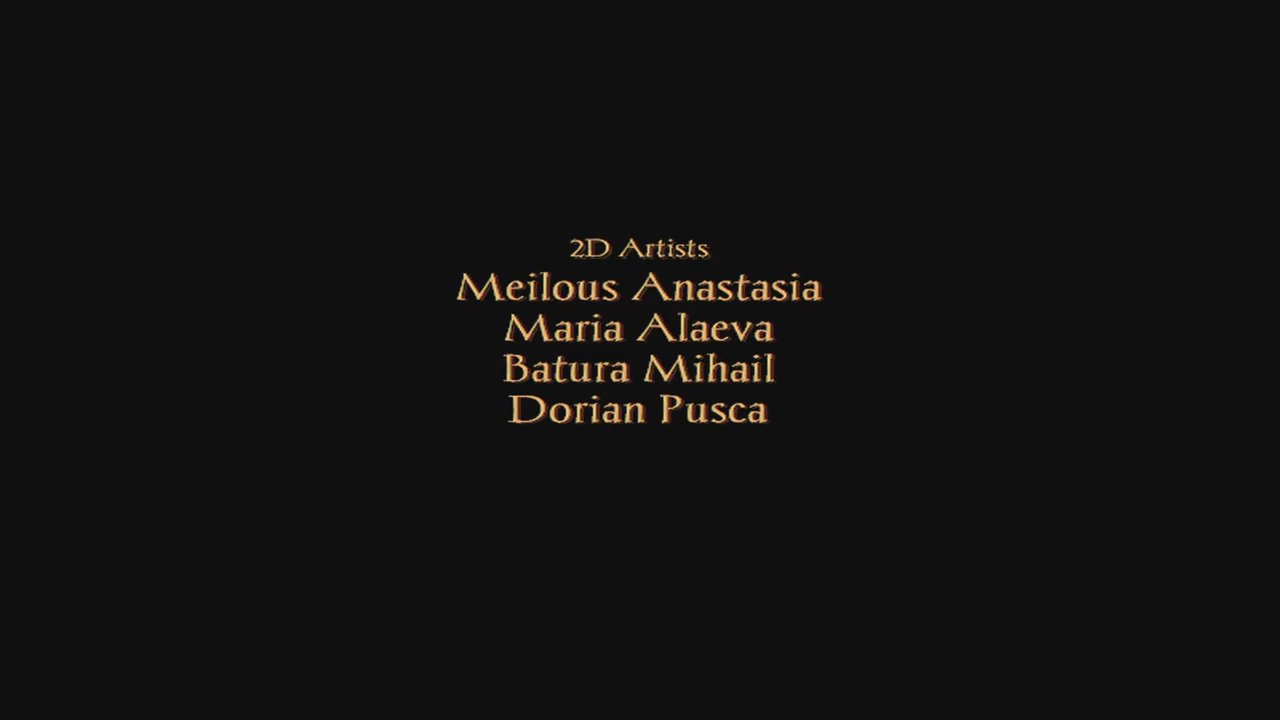 2D Artists
Meilous Anastasia
Maria Alaeva
Batura Mihail
Dorian Pusca